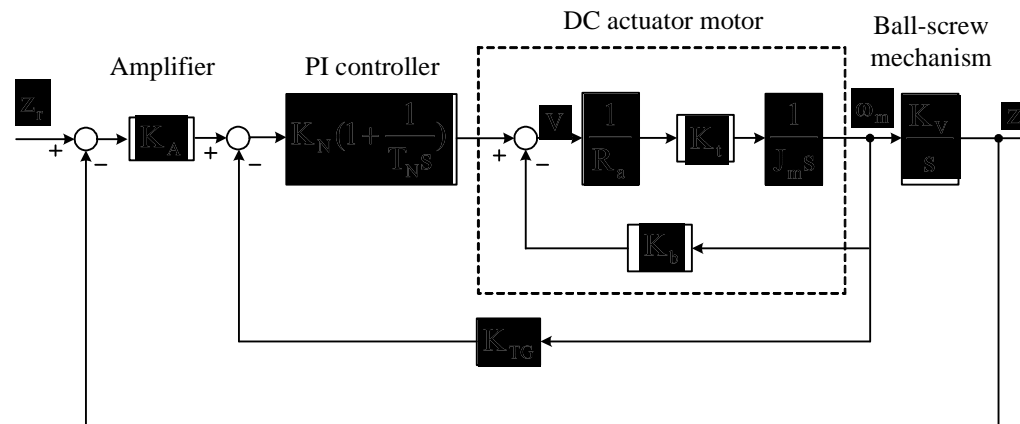 DC actuator motor
Ball-screw
mechanism
Amplifier
PI controller
z_r
+
−
K_A
+
−
K_N(1+1/(T_N s))
+
−
V
1/R_a
K_t
1/(J_m s)
ω_m
K_V/s
z
K_b
K_TG